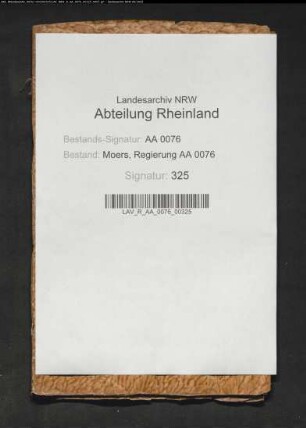 Landesarchiv NRW
Abteilung Rheinland
Bestands-Signatur: AA 0076
Bestand: Moers, Regierung AA 0076
Signatur: 325
LAV_R_AA_0076_00325